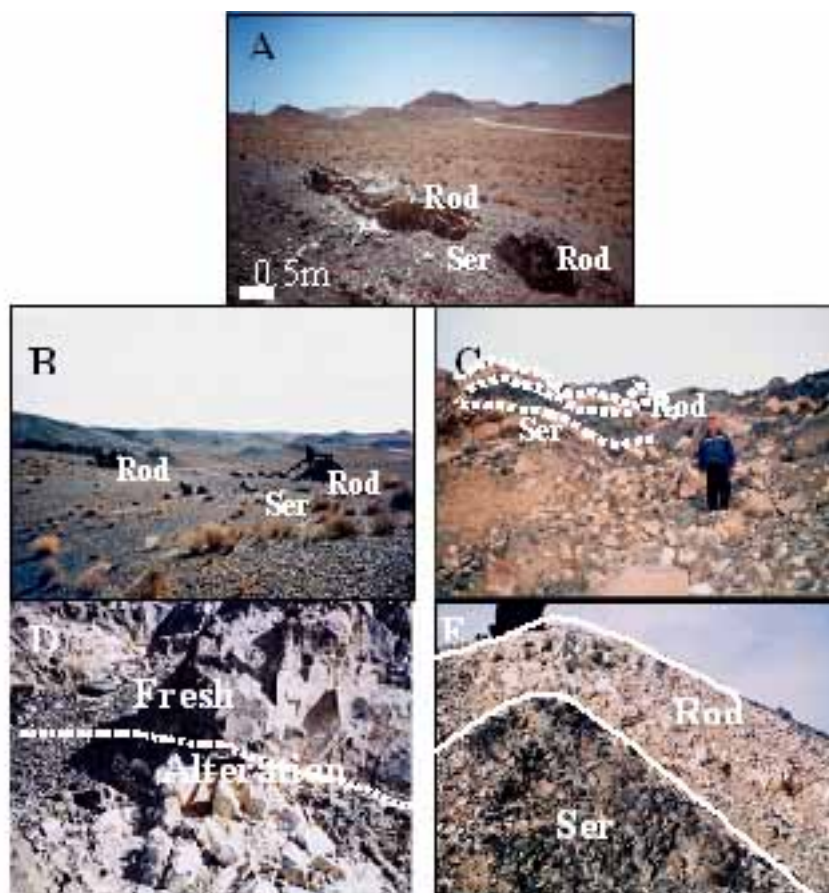 A
Rod
Ser Rod
0.5m
B
Rod Rod
Ser
C
Rod
Ser
D
Fresh
Alteration
E
Rod
Ser